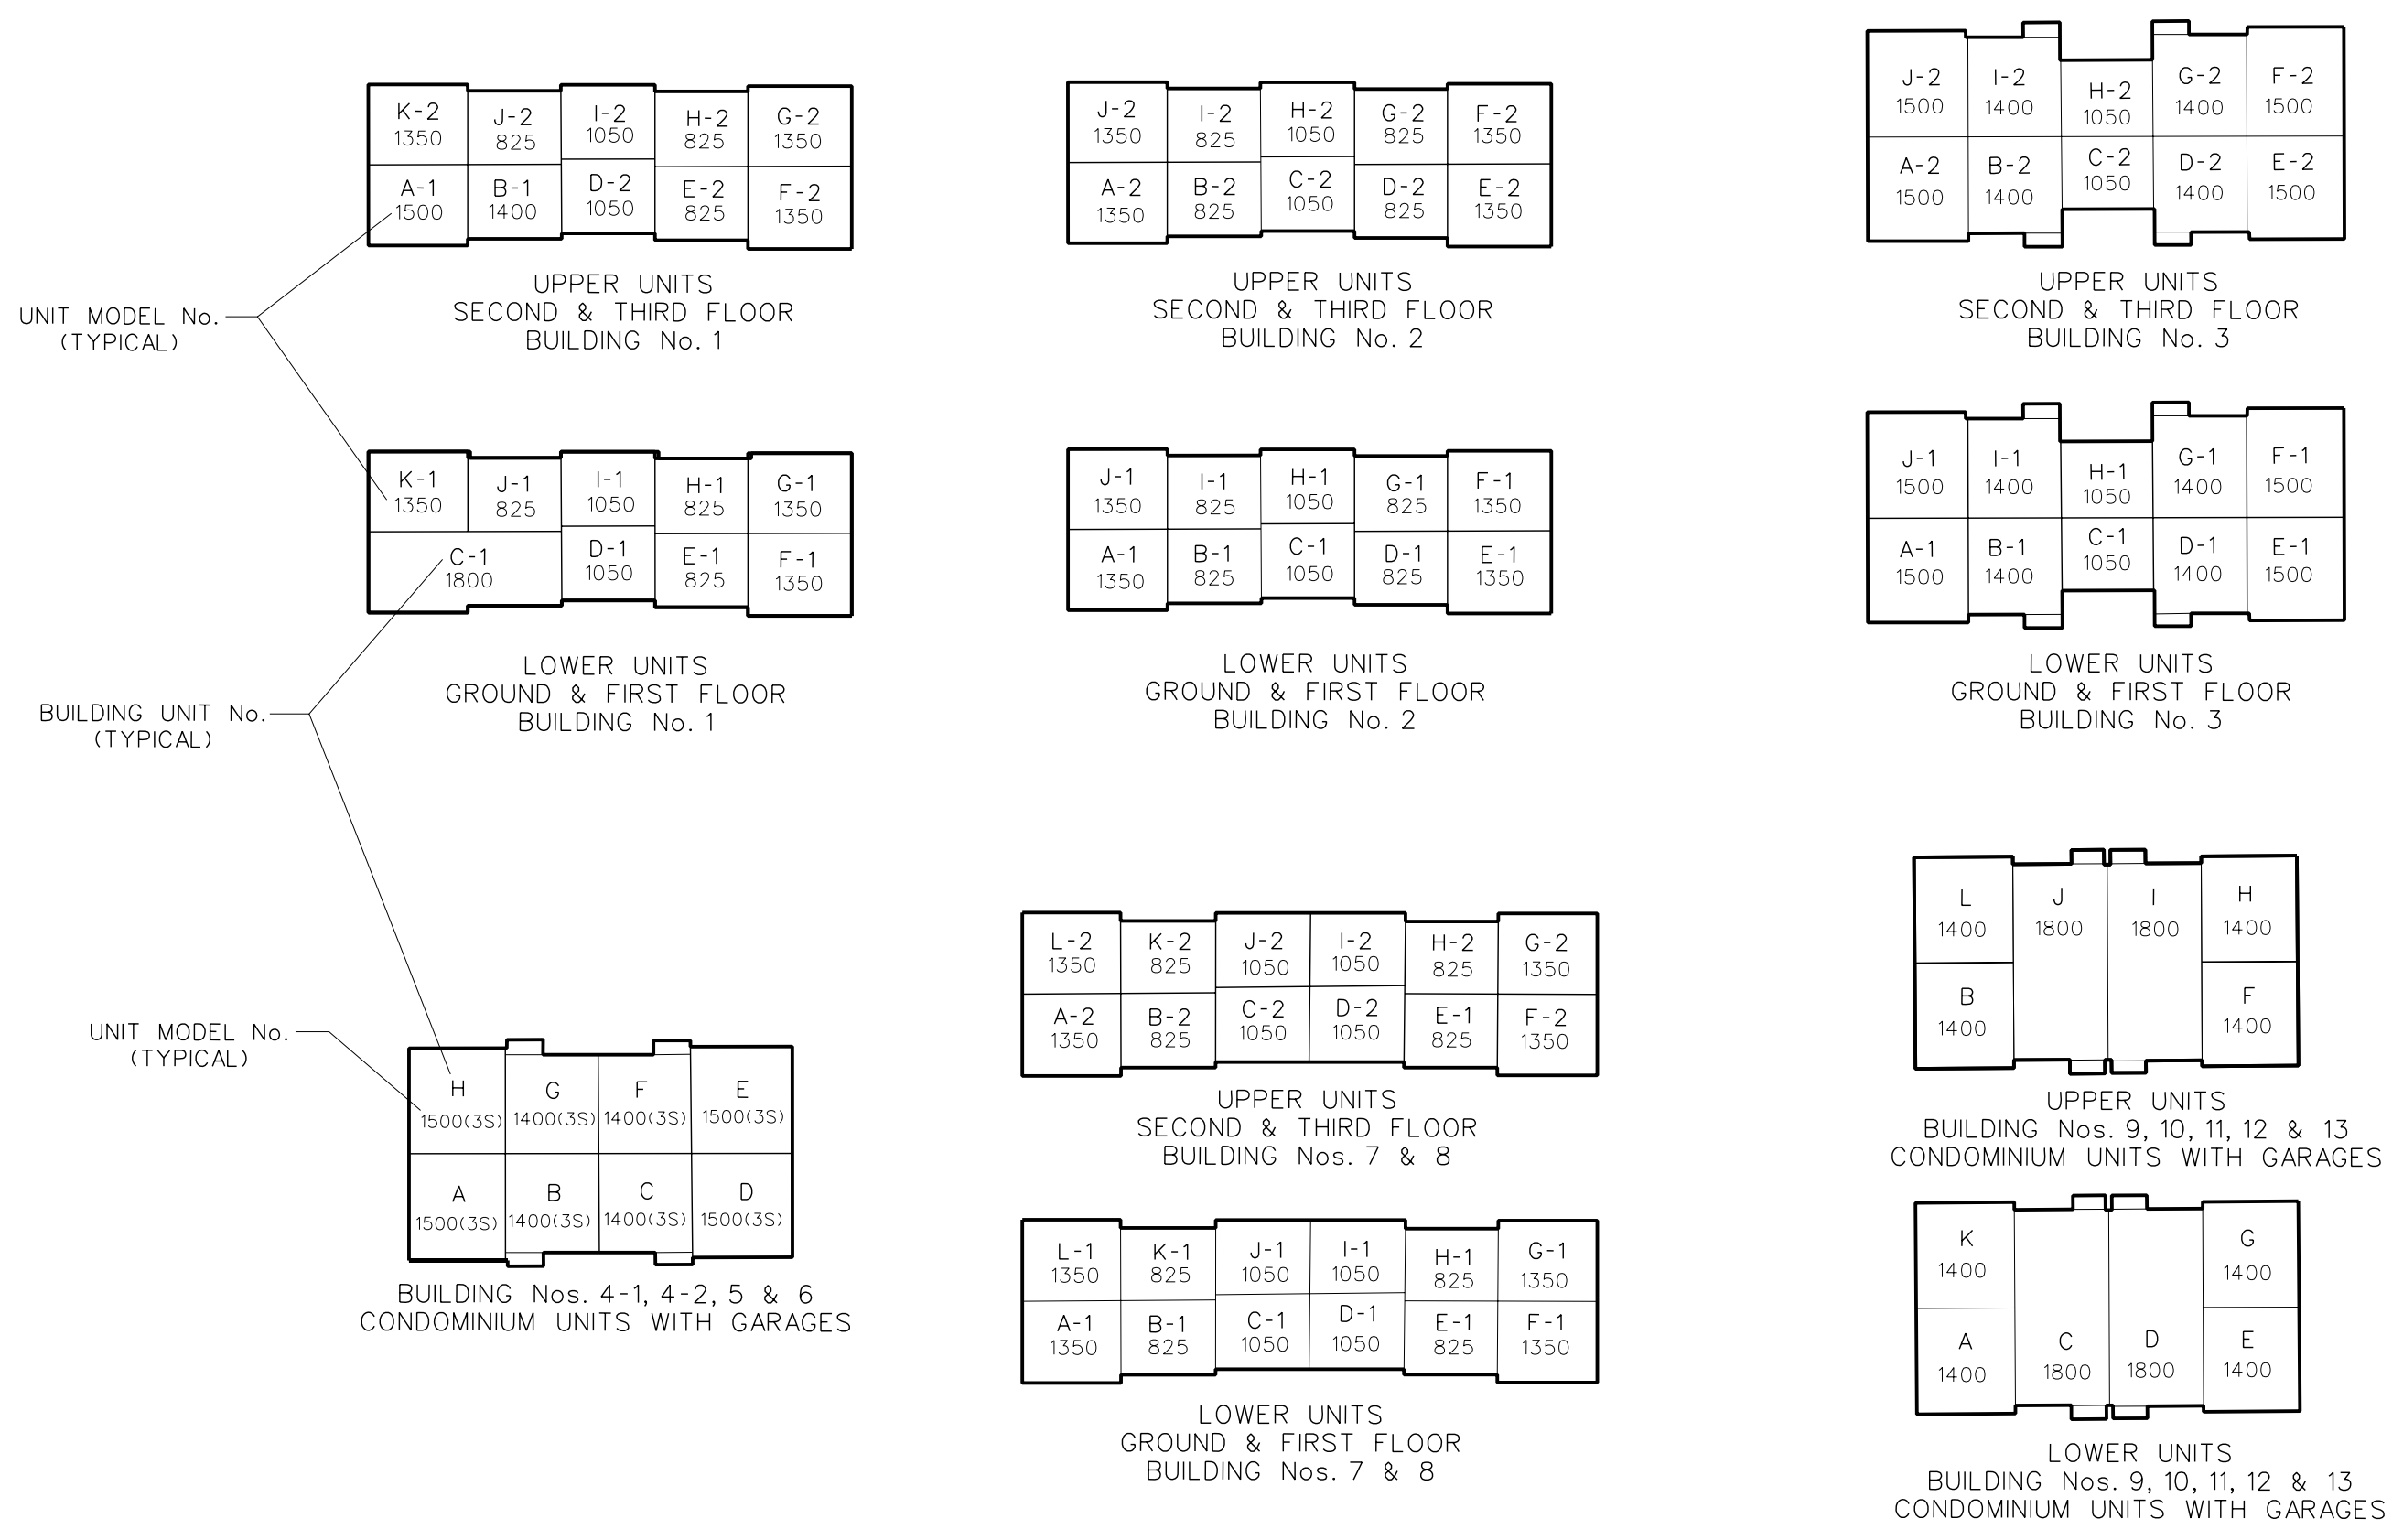 K-2
1350
J-2
825
I-2
1050
H-2
825
G-2
1350
A-1
1500
B-1
1400
D-2
1050
E-2
825
F-2
1350
UPPER UNITS
SECOND & THIRD FLOOR
BUILDING No. 1
J-2
1350
I-2
825
H-2
1050
G-2
825
F-2
1350
A-2
1350
B-2
825
C-2
1050
D-2
825
E-2
1350
UPPER UNITS
SECOND & THIRD FLOOR
BUILDING No. 2
J-2
1500
I-2
1400
H-2
1050
G-2
1400
F-2
1500
A-2
1500
B-2
1400
C-2
1050
D-2
1400
E-2
1500
UPPER UNITS
SECOND & THIRD FLOOR
BUILDING No. 3
UNIT MODEL No.
(TYPICAL)
K-1
1350
J-1
825
I-1
1050
H-1
825
G-1
1350
C-1
1800
D-1
1050
E-1
825
F-1
1350
LOWER UNITS
GROUND & FIRST FLOOR
BUILDING No. 1
J-1
1350
I-1
825
H-1
1050
G-1
825
F-1
1350
A-1
1350
B-1
825
C-1
1050
D-1
825
E-1
1350
LOWER UNITS
GROUND & FIRST FLOOR
BUILDING No. 2
J-1
1500
I-1
1400
H-1
1050
G-1
1400
F-1
1500
A-1
1500
B-1
1400
C-1
1050
D-1
1400
E-1
1500
LOWER UNITS
GROUND & FIRST FLOOR
BUILDING No. 3
BUILDING UNIT No.
(TYPICAL)
UNIT MODEL No.
(TYPICAL)
H
1500(3S)
G
1400(3S)
F
1400(3S)
E
1500(3S)
A
1500(3S)
B
1400(3S)
C
1400(3S)
D
1500(3S)
BUILDING Nos. 4-1, 4-2, 5 & 6
CONDOMINIUM UNITS WITH GARAGES
L-2
1350
K-2
825
J-2
1050
I-2
1050
H-2
825
G-2
1350
A-2
1350
B-2
825
C-2
1050
D-2
1050
E-1
825
F-2
1350
UPPER UNITS
SECOND & THIRD FLOOR
BUILDING Nos. 7 & 8
L-1
1350
K-1
825
J-1
1050
I-1
1050
H-1
825
G-1
1350
A-1
1350
B-1
825
C-1
1050
D-1
1050
E-1
825
F-1
1350
LOWER UNITS
GROUND & FIRST FLOOR
BUILDING Nos. 7 & 8
L
1400
J
1800
I
1800
H
1400
B
1400
F
1400
UPPER UNITS
BUILDING Nos. 9, 10, 11, 12 & 13
CONDOMINIUM UNITS WITH GARAGES
K
1400
G
1400
A
1400
C
1800
D
1800
E
1400
LOWER UNITS
BUILDING Nos. 9, 10, 11, 12 & 13
CONDOMINIUM UNITS WITH GARAGES